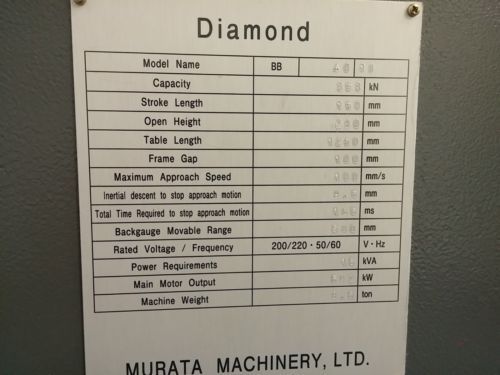 Diamond
Model Name BB
Capacity kN
Stroke Length mm
Open Height mm
Table Length mm
Frame Gap mm
Maximum Approach Speed mm/s
Inertial descent to stop approach motion mm
Total Time Required to stop approach motion ms
Backgauge Movable Range mm
Rated Voltage / Frequency 200/220・50/60 V・Hz
Power Requirements kVA
Main Motor Output kW
Machine Weight ton
MURATA MACHINERY, LTD.